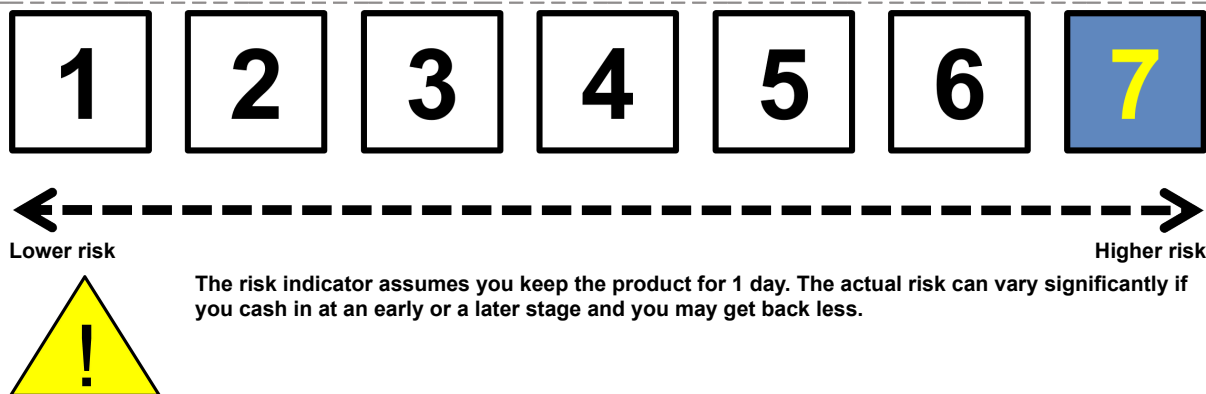 1 2 3 4 5 6 7
Lower risk Higher risk
The risk indicator assumes you keep the product for 1 day. The actual risk can vary significantly if
you cash in at an early or a later stage and you may get back less.
!